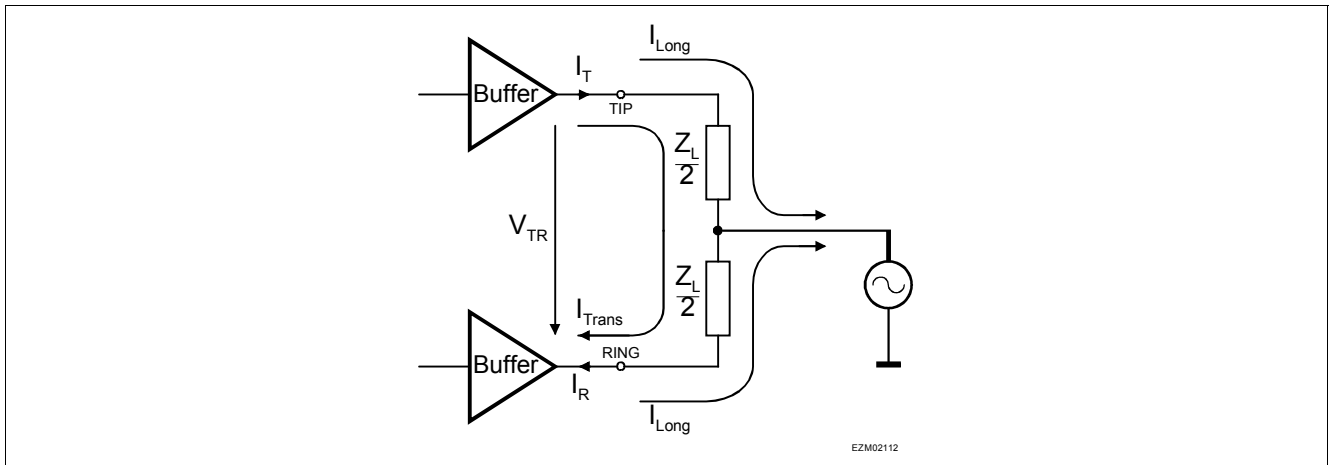 I_Long
I_T
Buffer
TIP
Z_L
2
V_TR
Z_L
2
I_Trans
RING
Buffer
I_R
I_Long
EZM02112